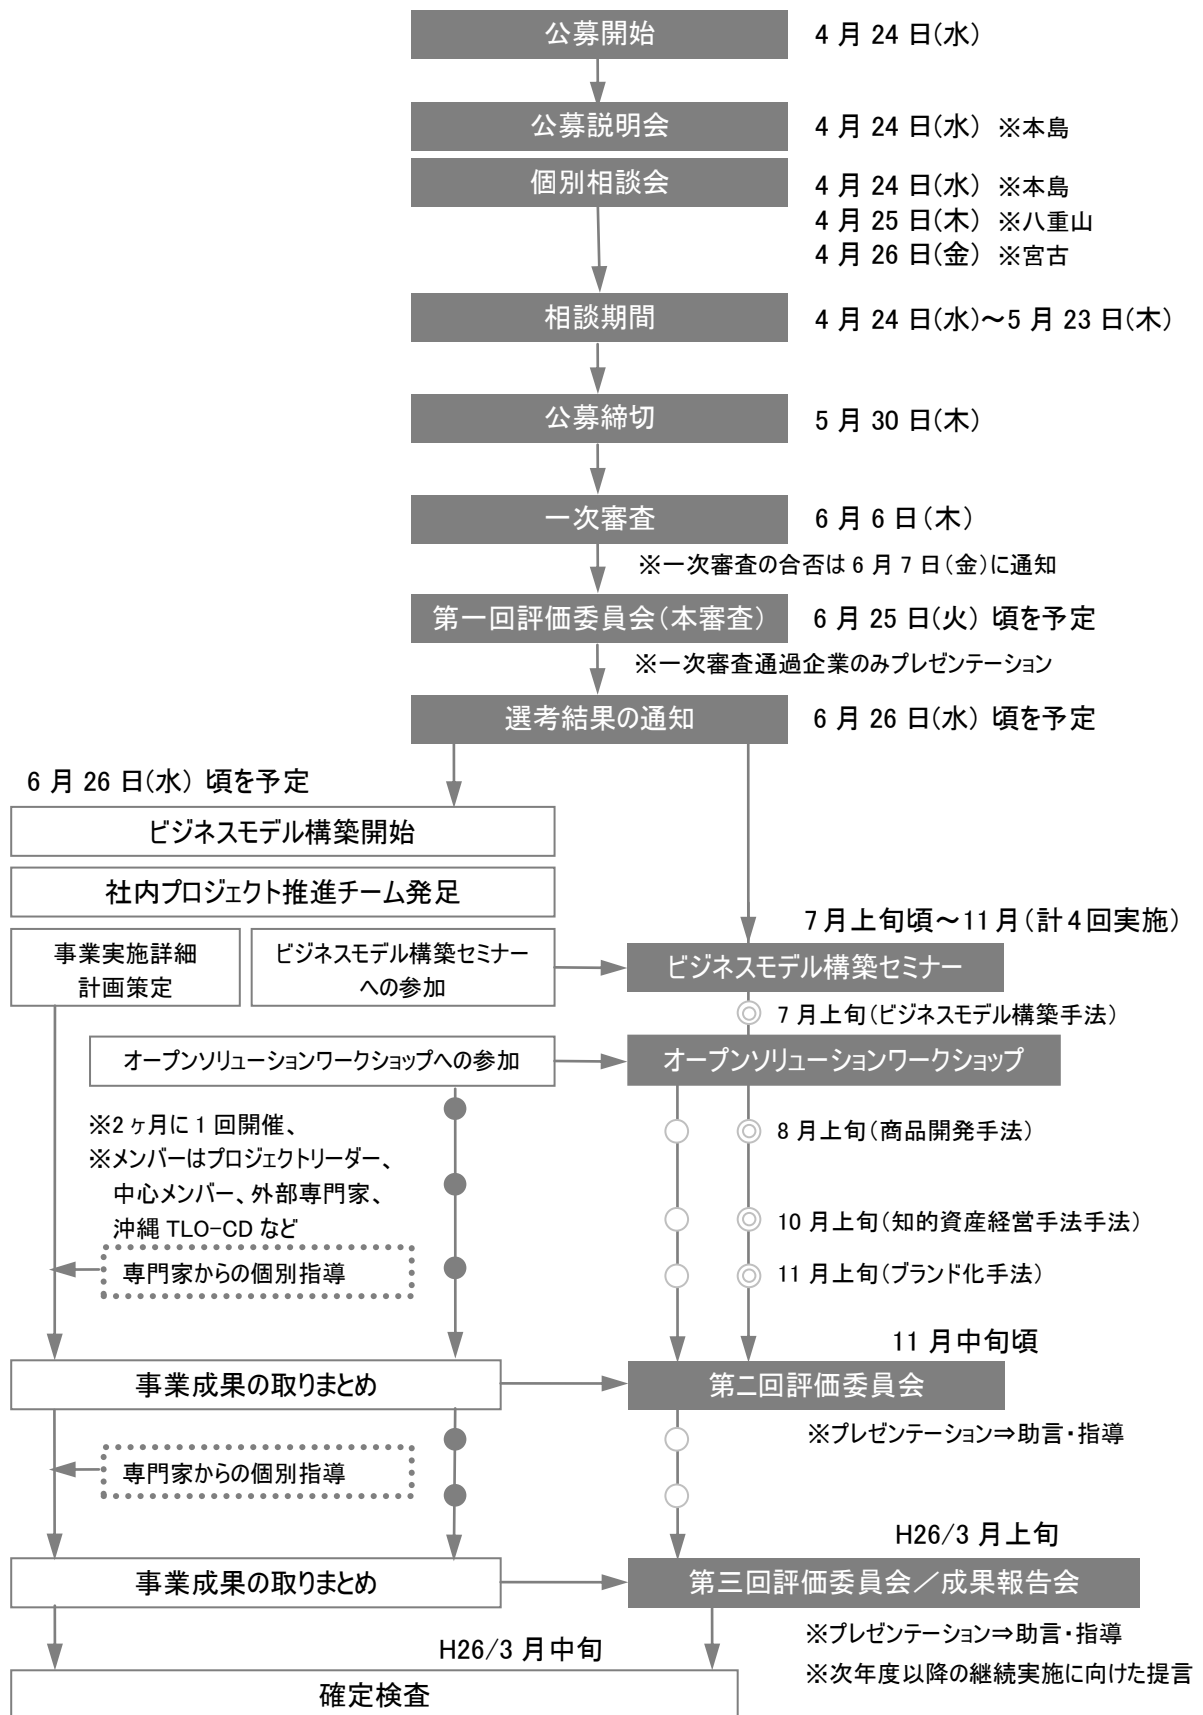 公募開始
4月24日(水)
公募説明会
4月24日(水) ※本島
個別相談会
4月24日(水) ※本島
4月25日(木) ※八重山
4月26日(金) ※宮古
相談期間
4月24日(水)～5月23日(木)
公募締切
5月30日(木)
一次審査
6月6日(木)
※一次審査の合否は6月7日(金)に通知
第一回評価委員会(本審査)
6月25日(火) 頃を予定
※一次審査通過企業のみプレゼンテーション
選考結果の通知
6月26日(水) 頃を予定
6月26日(水) 頃を予定
ビジネスモデル構築開始
社内プロジェクト推進チーム発足
7月上旬頃～11月(計4回実施)
事業実施詳細
計画策定
ビジネスモデル構築セミナー
への参加
ビジネスモデル構築セミナー
7月上旬(ビジネスモデル構築手法)
オープンソリューションワークショップへの参加
オープンソリューションワークショップ
※2ヶ月に1回開催、
※メンバーはプロジェクトリーダー、
中心メンバー、外部専門家、
沖縄TLO-CDなど
8月上旬(商品開発手法)
10月上旬(知的資産経営手法手法)
専門家からの個別指導
11月上旬(ブランド化手法)
11月中旬頃
事業成果の取りまとめ
第二回評価委員会
※プレゼンテーション⇒助言・指導
専門家からの個別指導
H26/3月上旬
事業成果の取りまとめ
第三回評価委員会／成果報告会
※プレゼンテーション⇒助言・指導
※次年度以降の継続実施に向けた提言
H26/3月中旬
確定検査